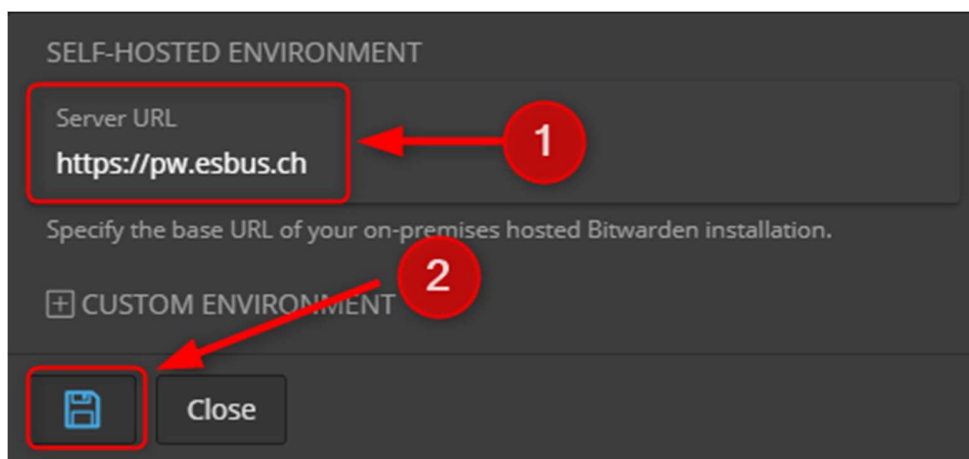 SELF-HOSTED ENVIRONMENT
Server URL
https://pw.esbus.ch
1
Specify the base URL of your on-premises hosted Bitwarden installation.
2
CUSTOM ENVIRONMENT
Close